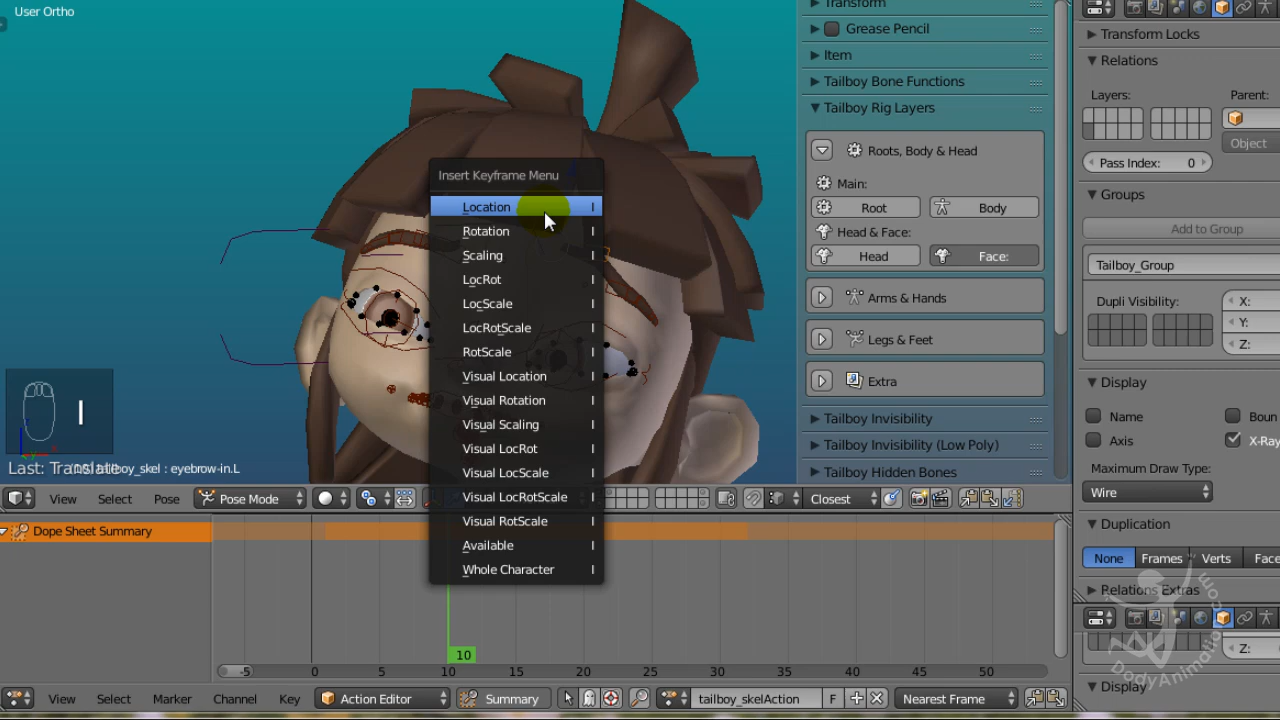 User Ortho
Transform
Grease Pencil
Item
Tailboy Bone Functions
Tailboy Rig Layers
Roots, Body & Head
Main:
Root
Body
Head & Face:
Head
Face:
Arms & Hands
Legs & Feet
Extra
Tailboy Invisibility
Tailboy Invisibility (Low Poly)
Tailboy Hidden Bones
Transform Locks
Relations
Layers:
Parent:
Object
Pass Index: 0
Groups
Add to Group
Tailboy_Group
Dupli Visibility:
X:
Y:
Z:
Display
Name
Boun
Axis
X-Ray
Maximum Draw Type:
Wire
Duplication
None
Frames
Verts
Face
Relations Extras
Z:
Display
Insert Keyframe Menu
Location I
Rotation I
Scaling I
LocRot I
LocScale I
LocRotScale I
RotScale I
Visual Location I
Visual Rotation I
Visual Scaling I
Visual LocRot I
Visual LocScale I
Visual LocRotScale I
Visual RotScale I
Available I
Whole Character I
I
Last: Translate
: eyebrow-in.L
View
Select
Pose
Pose Mode
Closest
Dope Sheet Summary
10
-5 0 5 10 15 20 25 30 35 40 45 50
View
Select
Marker
Channel
Key
Action Editor
Summary
tailboy_skelAction
F
Nearest Frame
DodyAnimation.com